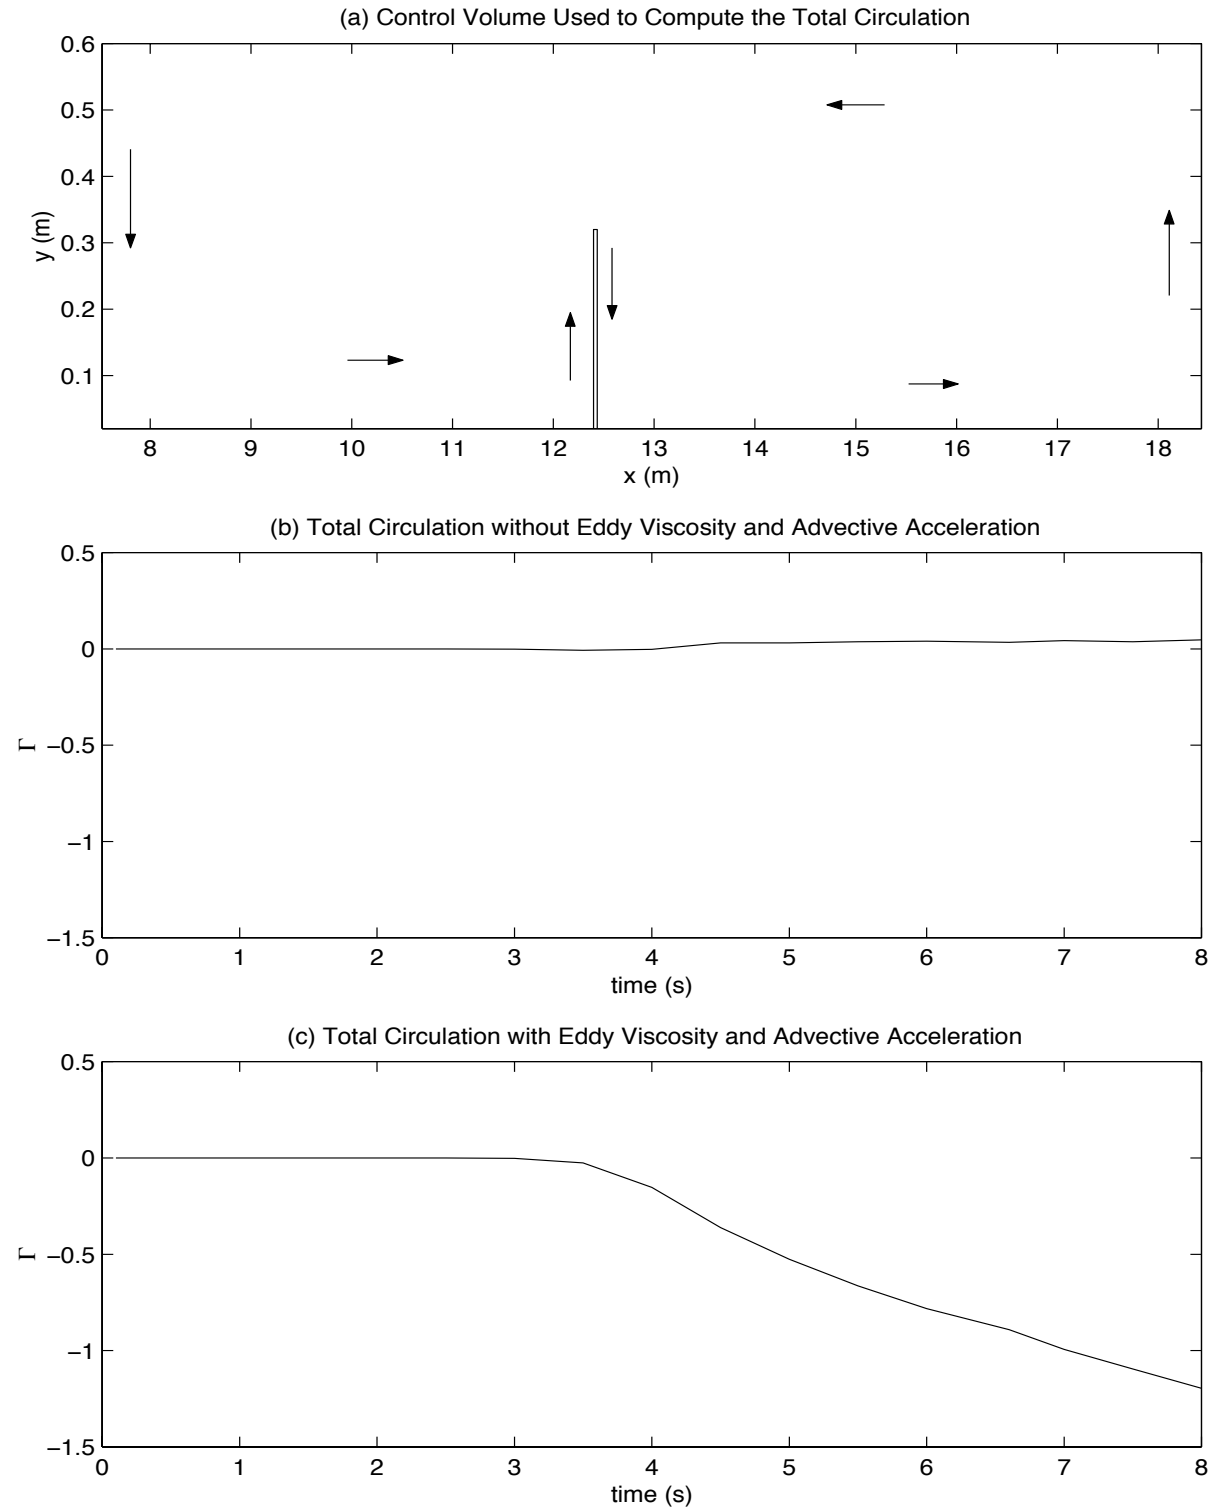 (a) Control Volume Used to Compute the Total Circulation
0.6
0.5
0.4
0.3
0.2
0.1
y (m)
8 9 10 11 12 13 14 15 16 17 18
x (m)
(b) Total Circulation without Eddy Viscosity and Advective Acceleration
0.5
0
−0.5
−1
−1.5
Γ
0 1 2 3 4 5 6 7 8
time (s)
(c) Total Circulation with Eddy Viscosity and Advective Acceleration
0.5
0
−0.5
−1
−1.5
Γ
0 1 2 3 4 5 6 7 8
time (s)